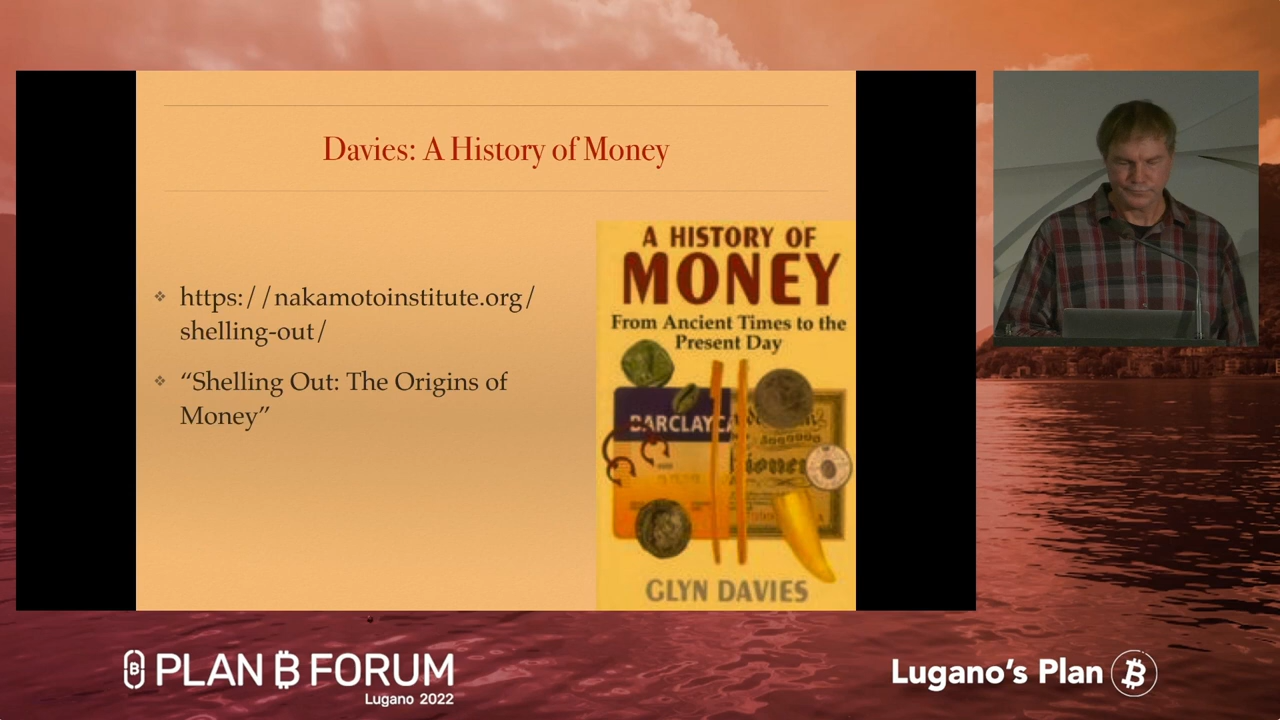 Davies: A History of Money
https://nakamotoinstitute.org/
shelling-out/
“Shelling Out: The Origins of
Money”
A HISTORY OF
MONEY
From Ancient Times to the
Present Day
BARCLAYCA
GLYN DAVIES
PLAN B FORUM
Lugano 2022
Lugano’s Plan